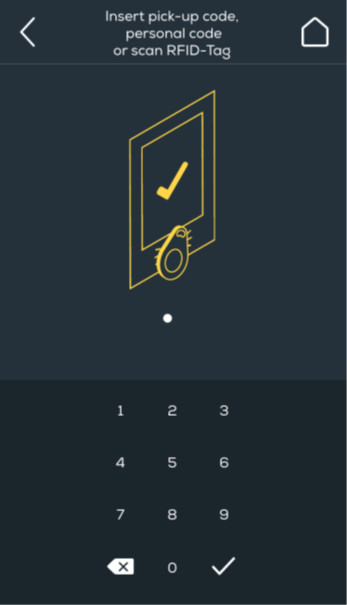 Insert pick-up code,
personal code
or scan RFID-Tag
1 2 3
4 5 6
7 8 9
0